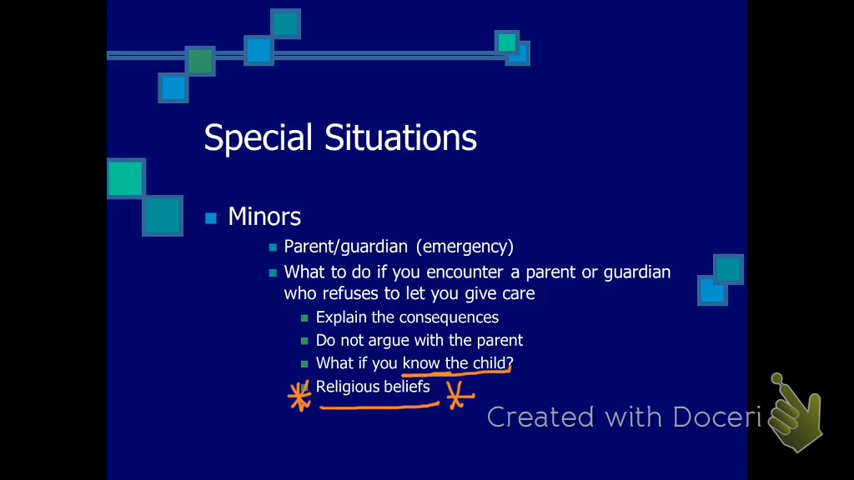 Special Situations
Minors
Parent/guardian (emergency)
What to do if you encounter a parent or guardian
who refuses to let you give care
Explain the consequences
Do not argue with the parent
What if you know the child?
Religious beliefs
Created with Doceri